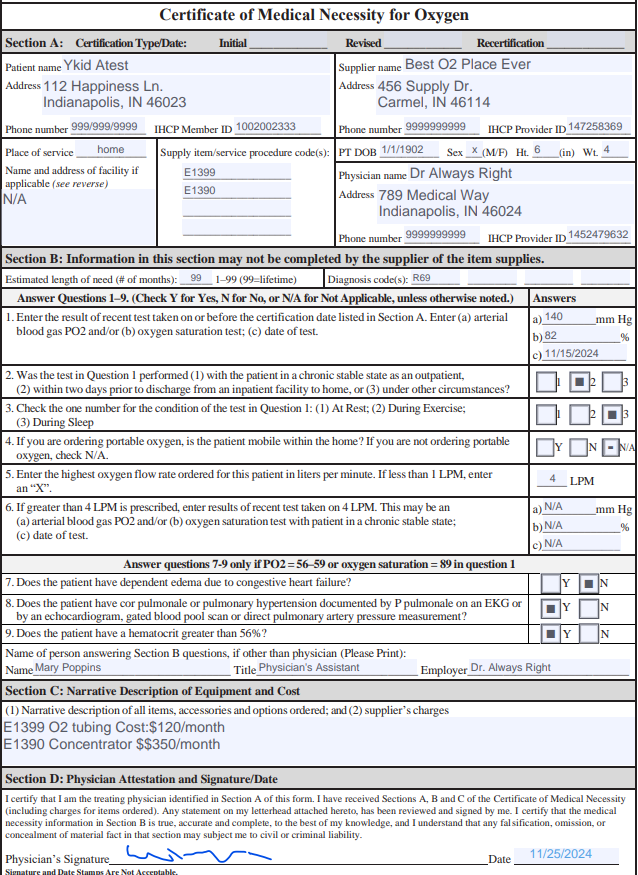 Certificate of Medical Necessity for Oxygen
Section A: Certification Type/Date: Initial Revised Recertification
Patient name Ykid Atest
Address 112 Happiness Ln.
Indianapolis, IN 46023
Phone number 999/999/9999 IHCP Member ID 1002002333
Supplier name Best O2 Place Ever
Address 456 Supply Dr.
Carmel, IN 46114
Phone number 9999999999 IHCP Provider ID 147258369
Place of service home
Name and address of facility if
applicable (see reverse)
N/A
Supply item/service procedure code(s):
E1399
E1390
PT DOB 1/1/1902 Sex x (M/F) Ht. 6 (in) Wt. 4
Physician name Dr Always Right
Address 789 Medical Way
Indianapolis, IN 46024
Phone number 9999999999 IHCP Provider ID 1452479632
Section B: Information in this section may not be completed by the supplier of the item supplies.
Estimated length of need (# of months): 99 1–99 (99=lifetime) Diagnosis code(s): R69
Answer Questions 1–9. (Check Y for Yes, N for No, or N/A for Not Applicable, unless otherwise noted.) Answers
1. Enter the result of recent test taken on or before the certification date listed in Section A. Enter (a) arterial
blood gas PO2 and/or (b) oxygen saturation test; (c) date of test.
a) 140 mm Hg
b) 82 %
c) 11/15/2024
2. Was the test in Question 1 performed (1) with the patient in a chronic stable state as an outpatient,
(2) within two days prior to discharge from an inpatient facility to home, or (3) under other circumstances?
1 2 3
3. Check the one number for the condition of the test in Question 1: (1) At Rest; (2) During Exercise;
(3) During Sleep
1 2 3
4. If you are ordering portable oxygen, is the patient mobile within the home? If you are not ordering portable
oxygen, check N/A.
Y N N/A
5. Enter the highest oxygen flow rate ordered for this patient in liters per minute. If less than 1 LPM, enter
an “X”.
4 LPM
6. If greater than 4 LPM is prescribed, enter results of recent test taken on 4 LPM. This may be an
(a) arterial blood gas PO2 and/or (b) oxygen saturation test with patient in a chronic stable state;
(c) date of test.
a) N/A mm Hg
b) N/A %
c) N/A
Answer questions 7-9 only if PO2 = 56–59 or oxygen saturation = 89 in question 1
7. Does the patient have dependent edema due to congestive heart failure?
Y N
8. Does the patient have cor pulmonale or pulmonary hypertension documented by P pulmonale on an EKG or
by an echocardiogram, gated blood pool scan or direct pulmonary artery pressure measurement?
Y N
9. Does the patient have a hematocrit greater than 56%?
Y N
Name of person answering Section B questions, if other than physician (Please Print):
Name Mary Poppins Title Physician's Assistant Employer Dr. Always Right
Section C: Narrative Description of Equipment and Cost
(1) Narrative description of all items, accessories and options ordered; and (2) supplier’s charges
E1399 O2 tubing Cost:$120/month
E1390 Concentrator $$350/month
Section D: Physician Attestation and Signature/Date
I certify that I am the treating physician identified in Section A of this form. I have received Sections A, B and C of the Certificate of Medical Necessity
(including charges for items ordered). Any statement on my letterhead attached hereto, has been reviewed and signed by me. I certify that the medical
necessity information in Section B is true, accurate and complete, to the best of my knowledge, and I understand that any falsification, omission, or
concealment of material fact in that section may subject me to civil or criminal liability.
Physician’s Signature Date 11/25/2024
Signature and Date Stamps Are Not Acceptable.